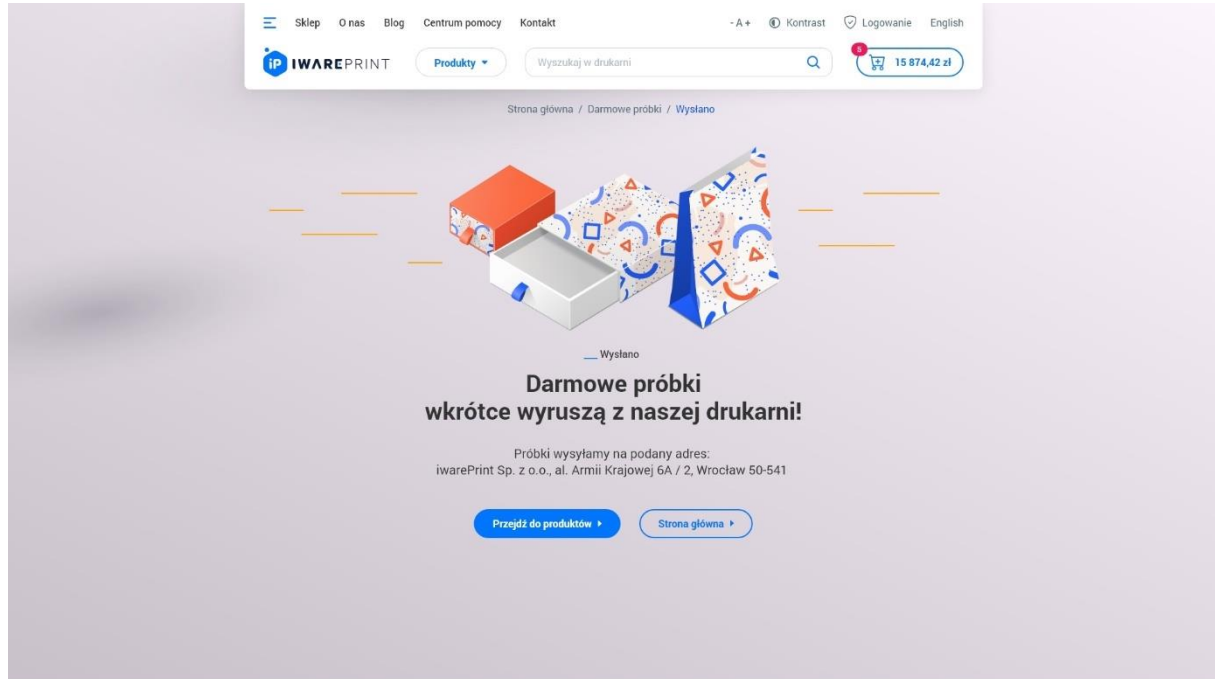 Sklep O nas Blog Centrum pomocy Kontakt - A + Kontrast Logowanie English
iP IWAREPRINT Produkty Wyszukaj w drukarni 5 15 874,42 zł
Strona główna / Darmowe próbki / Wysłano
Wysłano
Darmowe próbki
wkrótce wyruszą z naszej drukarni!
Próbki wysyłamy na podany adres:
iwarePrint Sp. z o.o., al. Armii Krajowej 6A / 2, Wrocław 50-541
Przejdź do produktów Strona główna